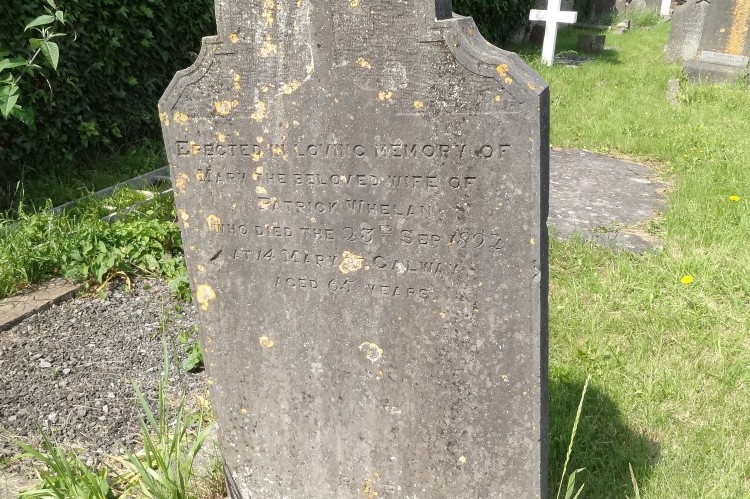 ERECTED IN LOVING MEMORY OF
MARY THE BELOVED WIFE OF
PATRICK WHELAN
WHO DIED THE 23RD SEP. 1892
AT 14 MARY ST GALWAY
AGED 65 YEARS.